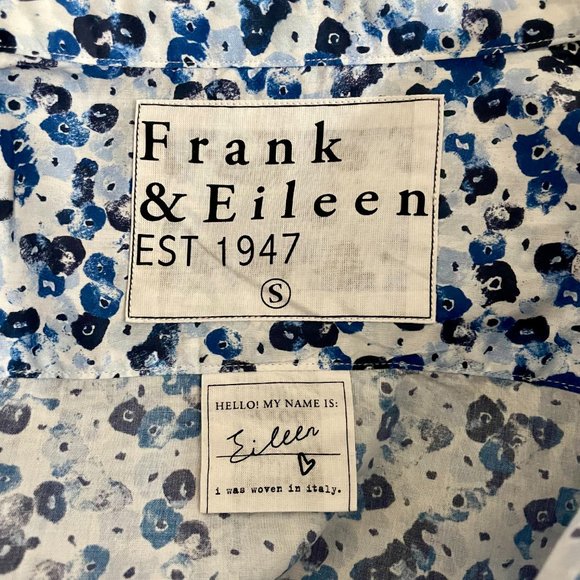 Frank
& Eileen
EST 1947
S
HELLO! MY NAME IS:
Eileen
i was woven in italy.